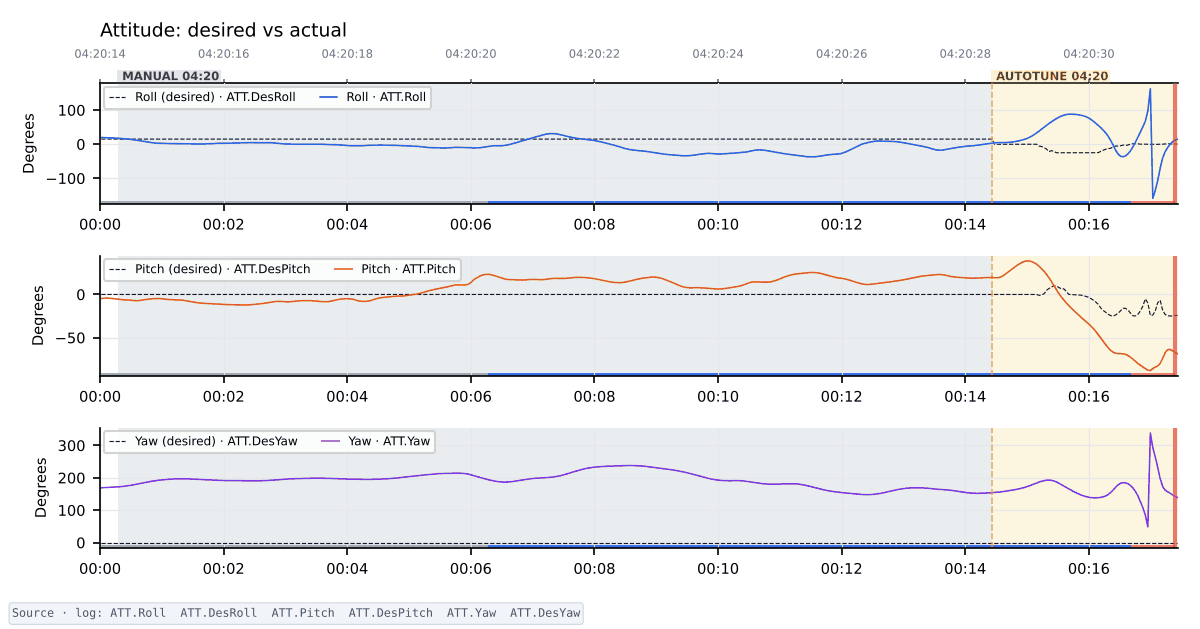 Attitude: desired vs actual
04:20:14 04:20:16 04:20:18 04:20:20 04:20:22 04:20:24 04:20:26 04:20:28 04:20:30
MANUAL 04:20 AUTOTUNE 04:20
Roll (desired) · ATT.DesRoll Roll · ATT.Roll
Degrees
100
0
−100
00:00 00:02 00:04 00:06 00:08 00:10 00:12 00:14 00:16
Pitch (desired) · ATT.DesPitch Pitch · ATT.Pitch
Degrees
0
−50
00:00 00:02 00:04 00:06 00:08 00:10 00:12 00:14 00:16
Yaw (desired) · ATT.DesYaw Yaw · ATT.Yaw
Degrees
300
200
100
0
00:00 00:02 00:04 00:06 00:08 00:10 00:12 00:14 00:16
Source · log: ATT.Roll ATT.DesRoll ATT.Pitch ATT.DesPitch ATT.Yaw ATT.DesYaw